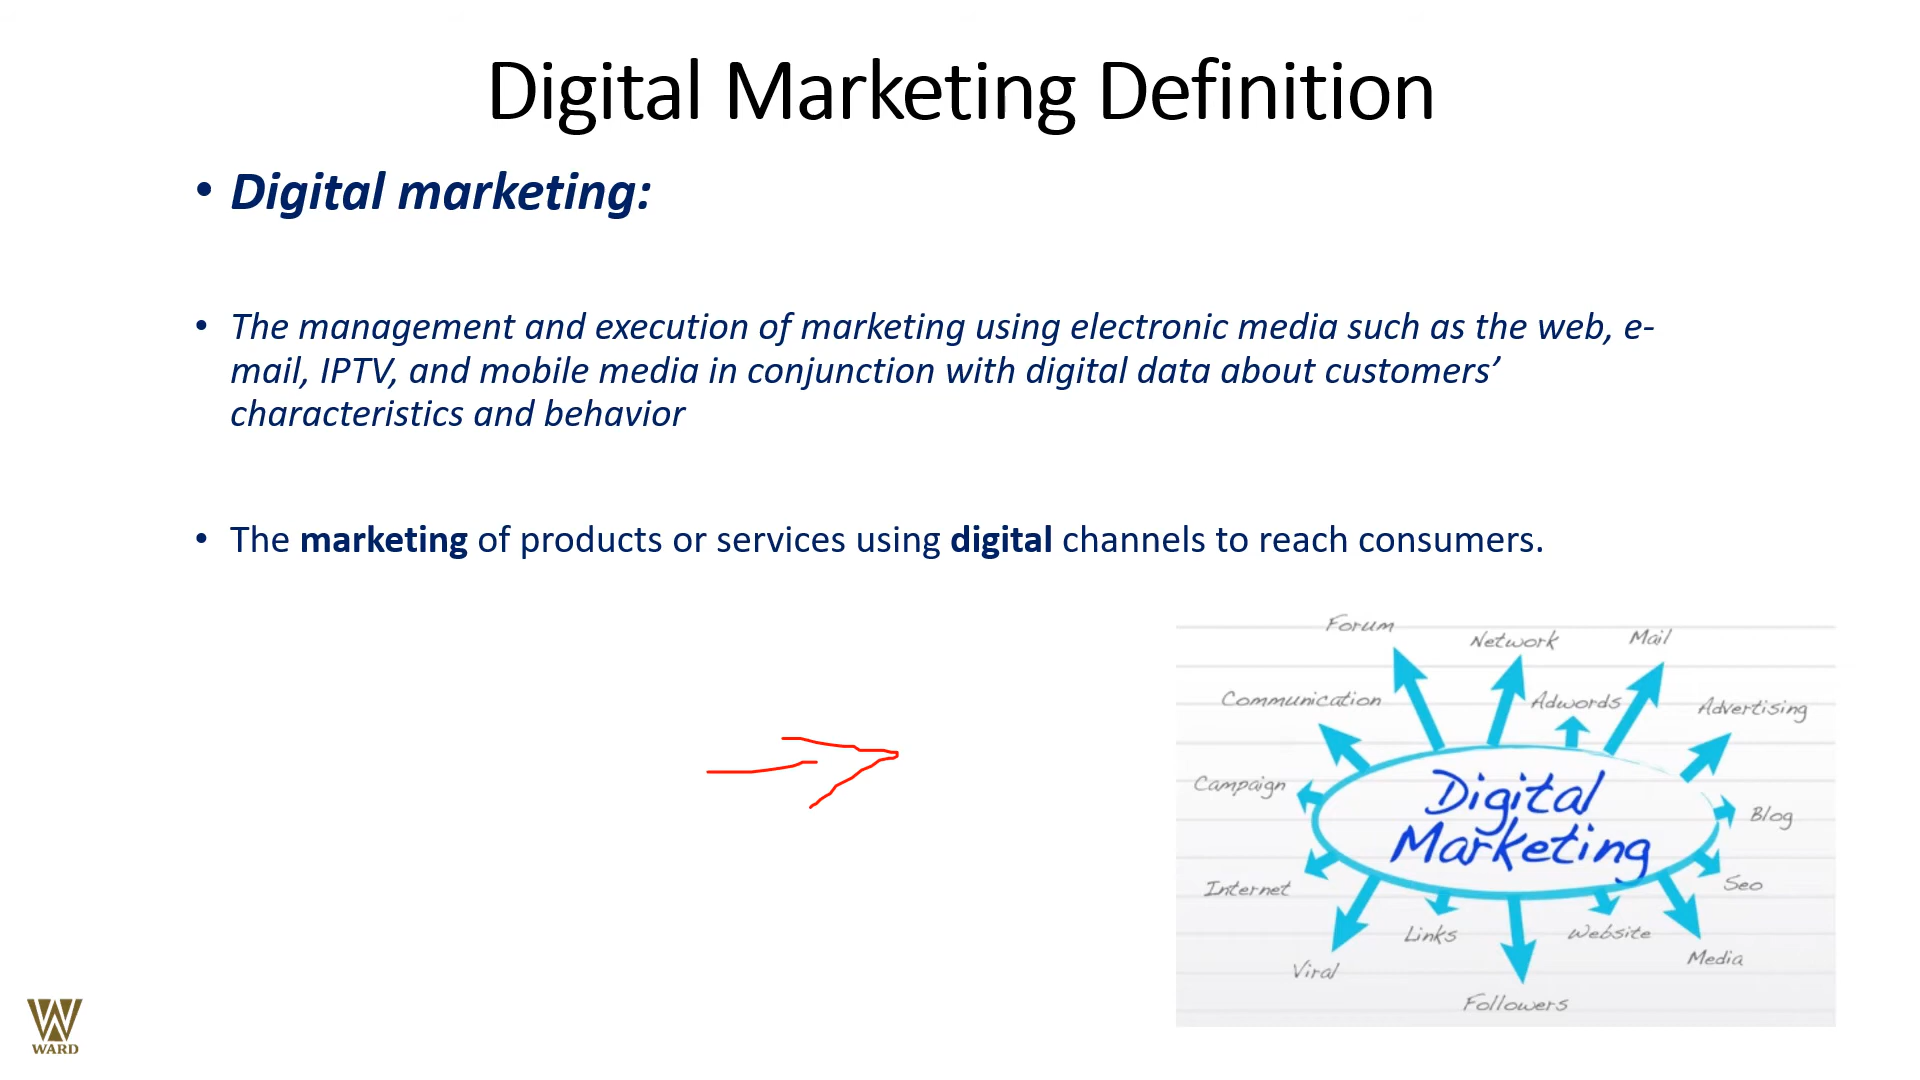 Digital Marketing Definition
• Digital marketing:
• The management and execution of marketing using electronic media such as the web, e-
mail, IPTV, and mobile media in conjunction with digital data about customers’
characteristics and behavior
• The marketing of products or services using digital channels to reach consumers.
Forum
Network
Mail
Communication
Adwords
Advertising
Campaign
Digital
Marketing
Blog
Internet
Seo
Links
Website
Viral
Media
Followers
WARD